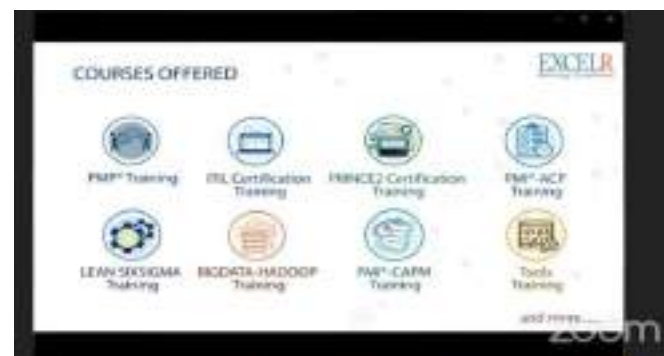 EXCELR
COURSES OFFERED
PMP® Training
ITIL Certification
Training
PRINCE2 Certification
Training
PMI®-ACP
Training
LEAN SIXSIGMA
Training
BIGDATA-HADOOP
Training
PMI®-CAPM
Training
Tools
Training
and more.....
zoom